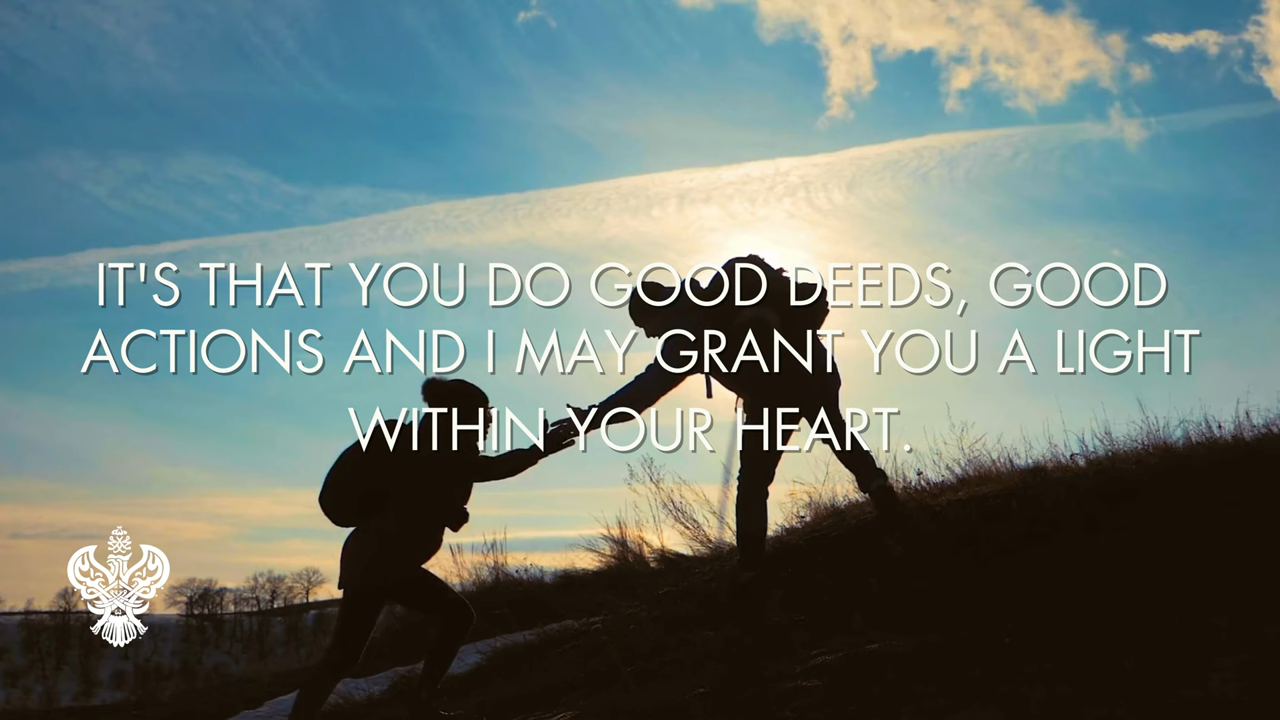 IT'S THAT YOU DO GOOD DEEDS, GOOD
ACTIONS AND I MAY GRANT YOU A LIGHT
WITHIN YOUR HEART.